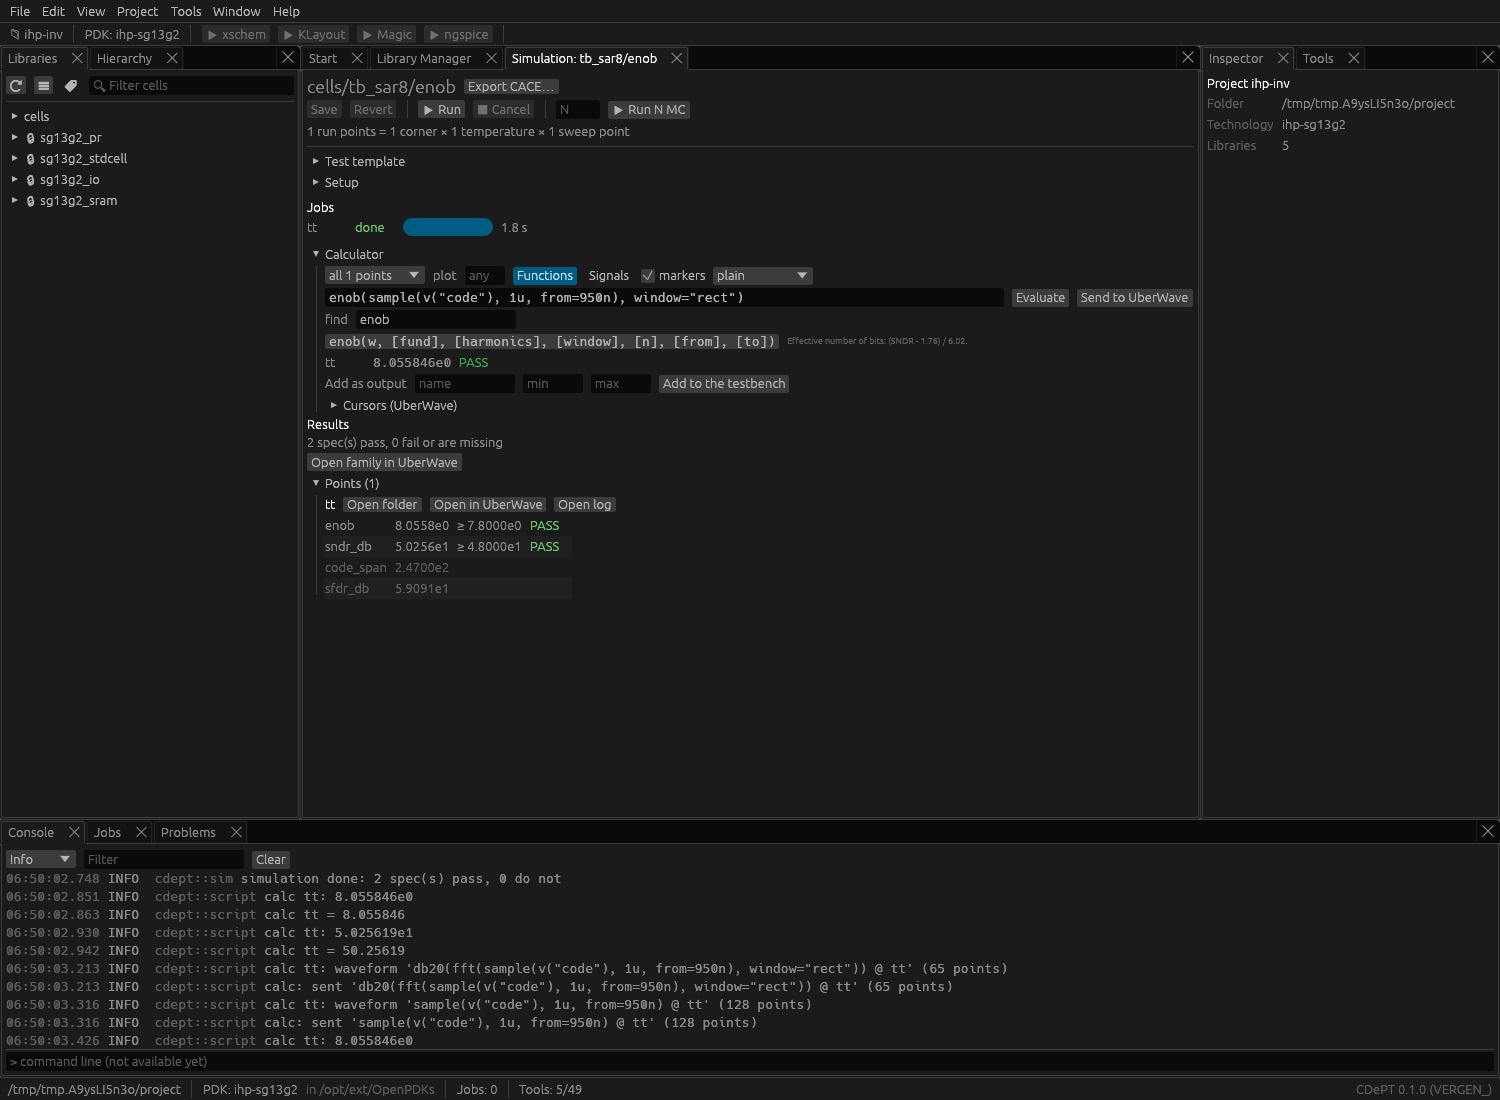 File Edit View Project Tools Window Help
ihp-inv PDK: ihp-sg13g2 ▶ xschem ▶ KLayout ▶ Magic ▶ ngspice
Libraries Hierarchy
Filter cells
cells
sg13g2_pr
sg13g2_stdcell
sg13g2_io
sg13g2_sram
Start Library Manager Simulation: tb_sar8/enob
cells/tb_sar8/enob Export CACE...
Save Revert ▶ Run Cancel N ▶ Run N MC
1 run points = 1 corner × 1 temperature × 1 sweep point
Test template
Setup
Jobs
tt done 1.8 s
Calculator
all 1 points plot any Functions Signals markers plain
enob(sample(v("code"), 1u, from=950n), window="rect") Evaluate Send to UberWave
find enob
enob(w, [fund], [harmonics], [window], [n], [from], [to]) Effective number of bits: (SNDR - 1.76) / 6.02.
tt 8.055846e0 PASS
Add as output name min max Add to the testbench
Cursors (UberWave)
Results
2 spec(s) pass, 0 fail or are missing
Open family in UberWave
Points (1)
tt Open folder Open in UberWave Open log
enob 8.0558e0 ≥ 7.8000e0 PASS
sndr_db 5.0256e1 ≥ 4.8000e1 PASS
code_span 2.4700e2
sfdr_db 5.9091e1
Inspector Tools
Project ihp-inv
Folder /tmp/tmp.A9ysLI5n3o/project
Technology ihp-sg13g2
Libraries 5
Console Jobs Problems
Info Filter Clear
06:50:02.748 INFO cdept::sim simulation done: 2 spec(s) pass, 0 do not
06:50:02.851 INFO cdept::script calc tt: 8.055846e0
06:50:02.863 INFO cdept::script calc tt = 8.055846
06:50:02.930 INFO cdept::script calc tt: 5.025619e1
06:50:02.942 INFO cdept::script calc tt = 50.25619
06:50:03.213 INFO cdept::script calc tt: waveform 'db20(fft(sample(v("code"), 1u, from=950n), window="rect")) @ tt' (65 points)
06:50:03.213 INFO cdept::script calc: sent 'db20(fft(sample(v("code"), 1u, from=950n), window="rect")) @ tt' (65 points)
06:50:03.316 INFO cdept::script calc tt: waveform 'sample(v("code"), 1u, from=950n) @ tt' (128 points)
06:50:03.316 INFO cdept::script calc: sent 'sample(v("code"), 1u, from=950n) @ tt' (128 points)
06:50:03.426 INFO cdept::script calc tt: 8.055846e0
> command line (not available yet)
/tmp/tmp.A9ysLI5n3o/project PDK: ihp-sg13g2 in /opt/ext/OpenPDKs Jobs: 0 Tools: 5/49 CDePT 0.1.0 (VERGEN_)